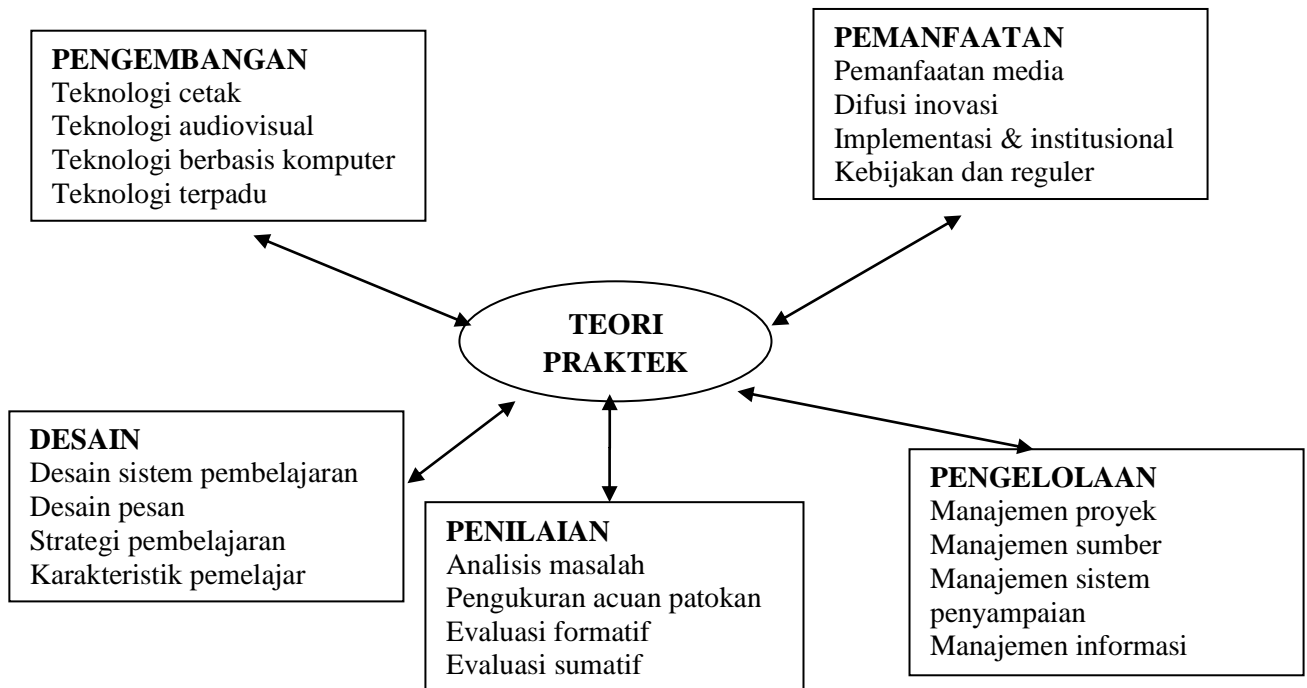 PENGEMBANGAN
Teknologi cetak
Teknologi audiovisual
Teknologi berbasis komputer
Teknologi terpadu
PEMANFAATAN
Pemanfaatan media
Difusi inovasi
Implementasi & institusional
Kebijakan dan reguler
TEORI
PRAKTEK
DESAIN
Desain sistem pembelajaran
Desain pesan
Strategi pembelajaran
Karakteristik pemelajar
PENILAIAN
Analisis masalah
Pengukuran acuan patokan
Evaluasi formatif
Evaluasi sumatif
PENGELOLAAN
Manajemen proyek
Manajemen sumber
Manajemen sistem
penyampaian
Manajemen informasi